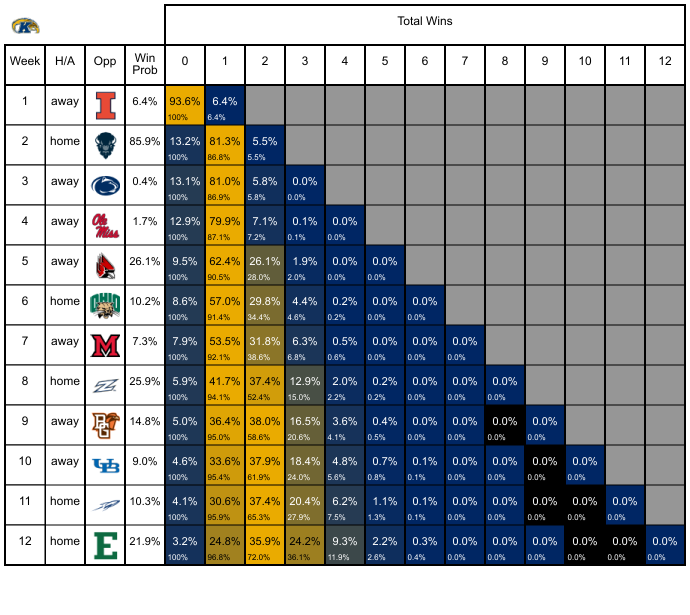 K
Total Wins
Week H/A Opp Win Prob 0 1 2 3 4 5 6 7 8 9 10 11 12
1 away I 6.4% 93.6% 6.4%
100% 6.4%
2 home 85.9% 13.2% 81.3% 5.5%
100% 86.8% 5.5%
3 away 0.4% 13.1% 81.0% 5.8% 0.0%
100% 86.9% 5.8% 0.0%
4 away Ole Miss 1.7% 12.9% 79.9% 7.1% 0.1% 0.0%
100% 87.1% 7.2% 0.1% 0.0%
5 away 26.1% 9.5% 62.4% 26.1% 1.9% 0.0% 0.0%
100% 90.5% 28.0% 2.0% 0.0% 0.0%
6 home OHIO 10.2% 8.6% 57.0% 29.8% 4.4% 0.2% 0.0% 0.0%
100% 91.4% 34.4% 4.6% 0.2% 0.0% 0.0%
7 away M 7.3% 7.9% 53.5% 31.8% 6.3% 0.5% 0.0% 0.0% 0.0%
100% 92.1% 38.6% 6.8% 0.6% 0.0% 0.0% 0.0%
8 home Z 25.9% 5.9% 41.7% 37.4% 12.9% 2.0% 0.2% 0.0% 0.0% 0.0%
100% 94.1% 52.4% 15.0% 2.2% 0.2% 0.0% 0.0% 0.0%
9 away BG 14.8% 5.0% 36.4% 38.0% 16.5% 3.6% 0.4% 0.0% 0.0% 0.0% 0.0%
100% 95.0% 58.6% 20.6% 4.1% 0.5% 0.0% 0.0% 0.0% 0.0%
10 away UB 9.0% 4.6% 33.6% 37.9% 18.4% 4.8% 0.7% 0.1% 0.0% 0.0% 0.0% 0.0%
100% 95.4% 61.9% 24.0% 5.6% 0.8% 0.1% 0.0% 0.0% 0.0% 0.0%
11 home 10.3% 4.1% 30.6% 37.4% 20.4% 6.2% 1.1% 0.1% 0.0% 0.0% 0.0% 0.0% 0.0%
100% 95.9% 65.3% 27.9% 7.5% 1.3% 0.1% 0.0% 0.0% 0.0% 0.0% 0.0%
12 home E 21.9% 3.2% 24.8% 35.9% 24.2% 9.3% 2.2% 0.3% 0.0% 0.0% 0.0% 0.0% 0.0% 0.0%
100% 96.8% 72.0% 36.1% 11.9% 2.6% 0.4% 0.0% 0.0% 0.0% 0.0% 0.0% 0.0%